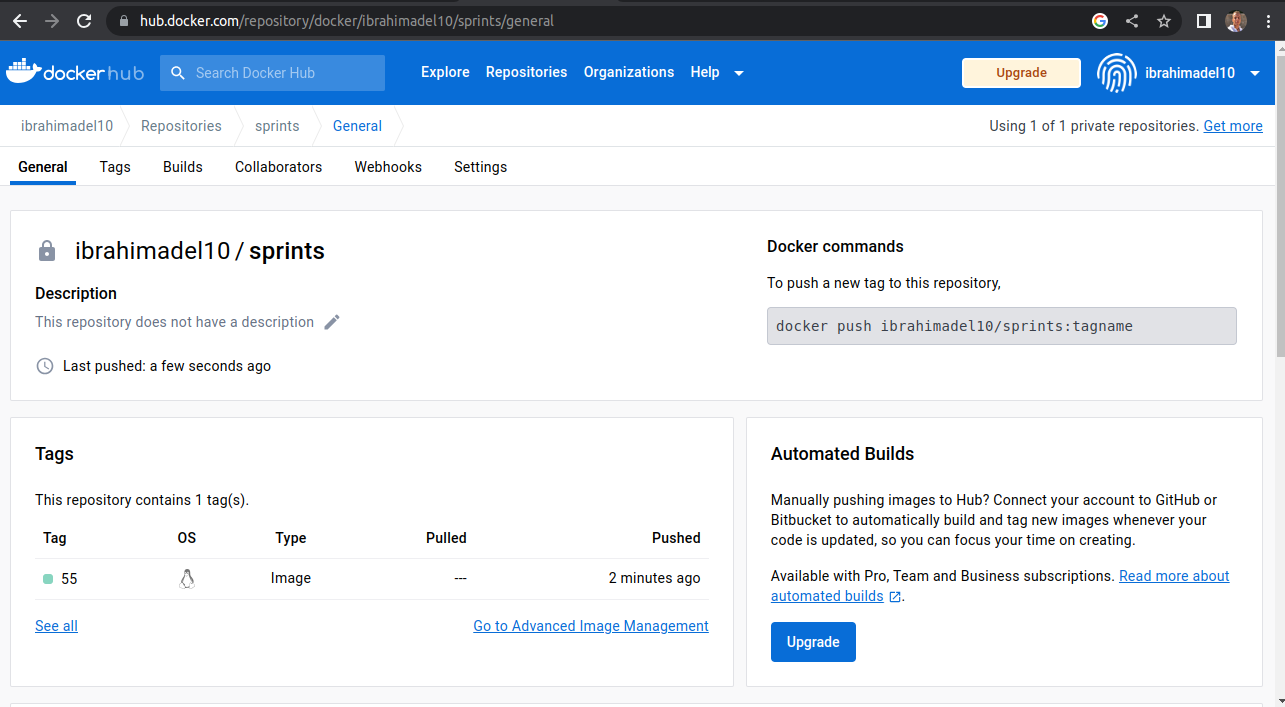 hub.docker.com/repository/docker/ibrahimadel10/sprints/general
docker hub
Search Docker Hub
Explore Repositories Organizations Help
Upgrade
ibrahimadel10
ibrahimadel10 Repositories sprints General
Using 1 of 1 private repositories. Get more
General Tags Builds Collaborators Webhooks Settings
ibrahimadel10 / sprints
Description
This repository does not have a description
Last pushed: a few seconds ago
Docker commands
To push a new tag to this repository,
docker push ibrahimadel10/sprints:tagname
Tags
This repository contains 1 tag(s).
Tag OS Type Pulled Pushed
55 Image --- 2 minutes ago
See all Go to Advanced Image Management
Automated Builds
Manually pushing images to Hub? Connect your account to GitHub or
Bitbucket to automatically build and tag new images whenever your
code is updated, so you can focus your time on creating.
Available with Pro, Team and Business subscriptions. Read more about
automated builds .
Upgrade